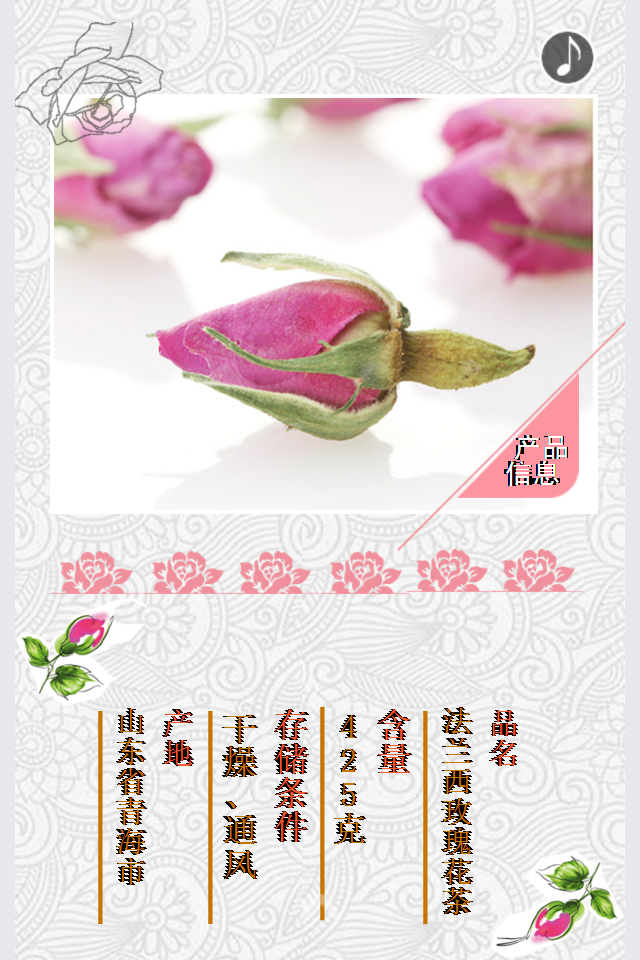 产品
信息
品名
法兰西玫瑰花茶
含量
425克
存储条件
干燥、通风
产地
山东省青海市